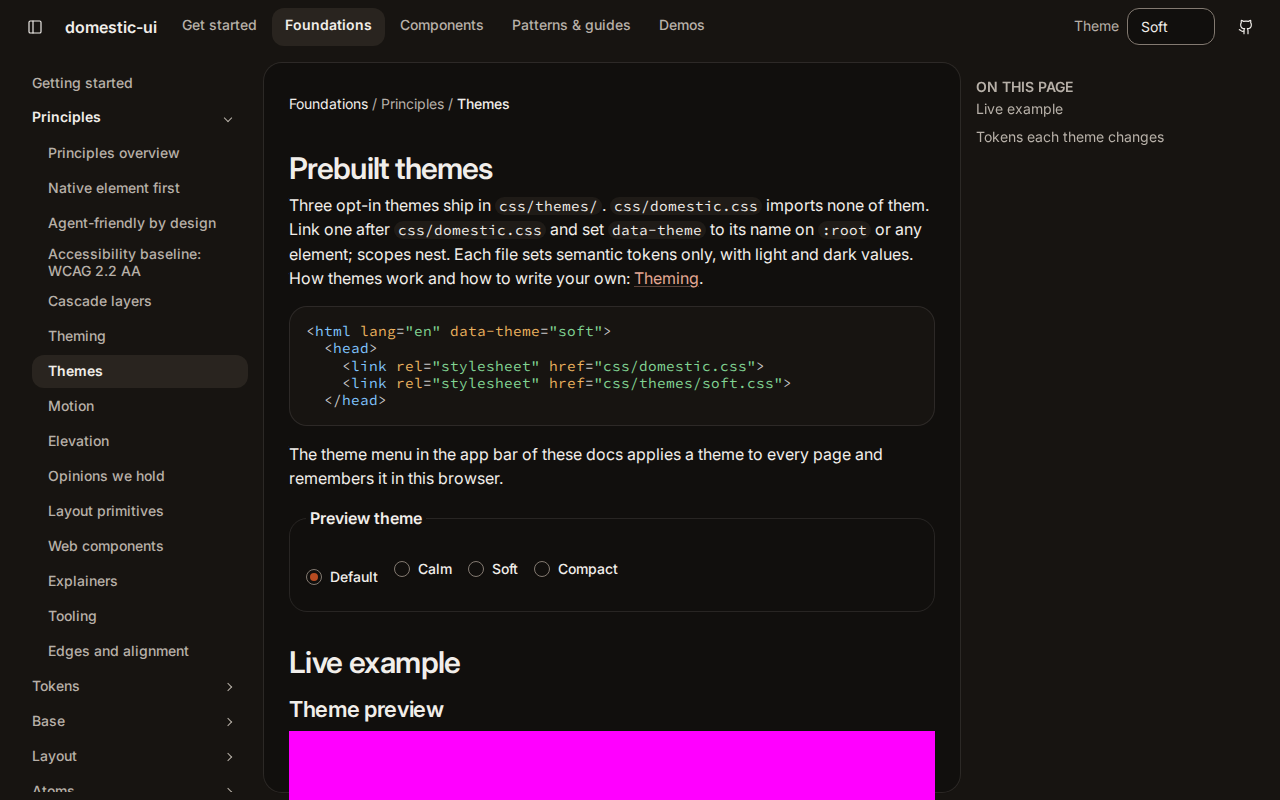 domestic-ui
Get started
Foundations
Components
Patterns & guides
Demos
Theme
Soft
Getting started
Principles
Principles overview
Native element first
Agent-friendly by design
Accessibility baseline:
WCAG 2.2 AA
Cascade layers
Theming
Themes
Motion
Elevation
Opinions we hold
Layout primitives
Web components
Explainers
Tooling
Edges and alignment
Tokens
Base
Layout
Atoms
Foundations / Principles / Themes
Prebuilt themes
Three opt-in themes ship in css/themes/. css/domestic.css imports none of them.
Link one after css/domestic.css and set data-theme to its name on :root or any
element; scopes nest. Each file sets semantic tokens only, with light and dark values.
How themes work and how to write your own: Theming.
<html lang="en" data-theme="soft">
  <head>
    <link rel="stylesheet" href="css/domestic.css">
    <link rel="stylesheet" href="css/themes/soft.css">
  </head>
The theme menu in the app bar of these docs applies a theme to every page and
remembers it in this browser.
Preview theme
Default
Calm
Soft
Compact
Live example
Theme preview
ON THIS PAGE
Live example
Tokens each theme changes